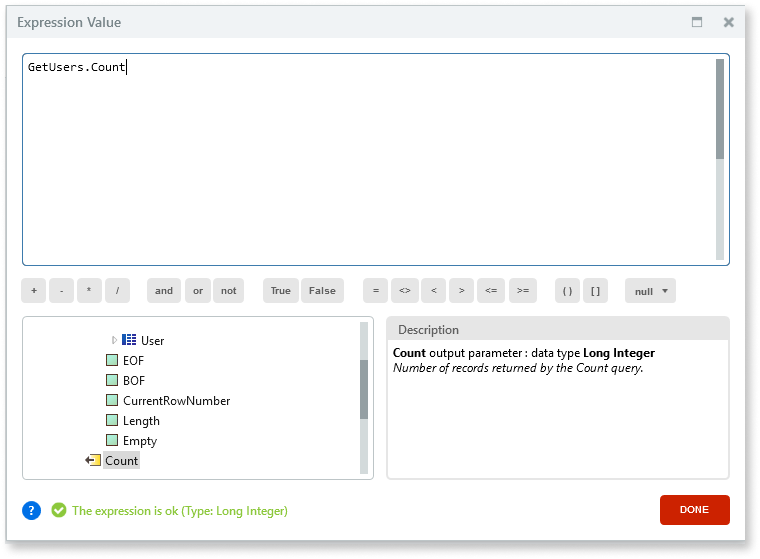 Expression Value
GetUsers.Count
+ - * / and or not True False = <> < > <= >= ( ) [ ] null
User
EOF
BOF
CurrentRowNumber
Length
Empty
Count
Description
Count output parameter : data type Long Integer
Number of records returned by the Count query.
? The expression is ok (Type: Long Integer)
DONE